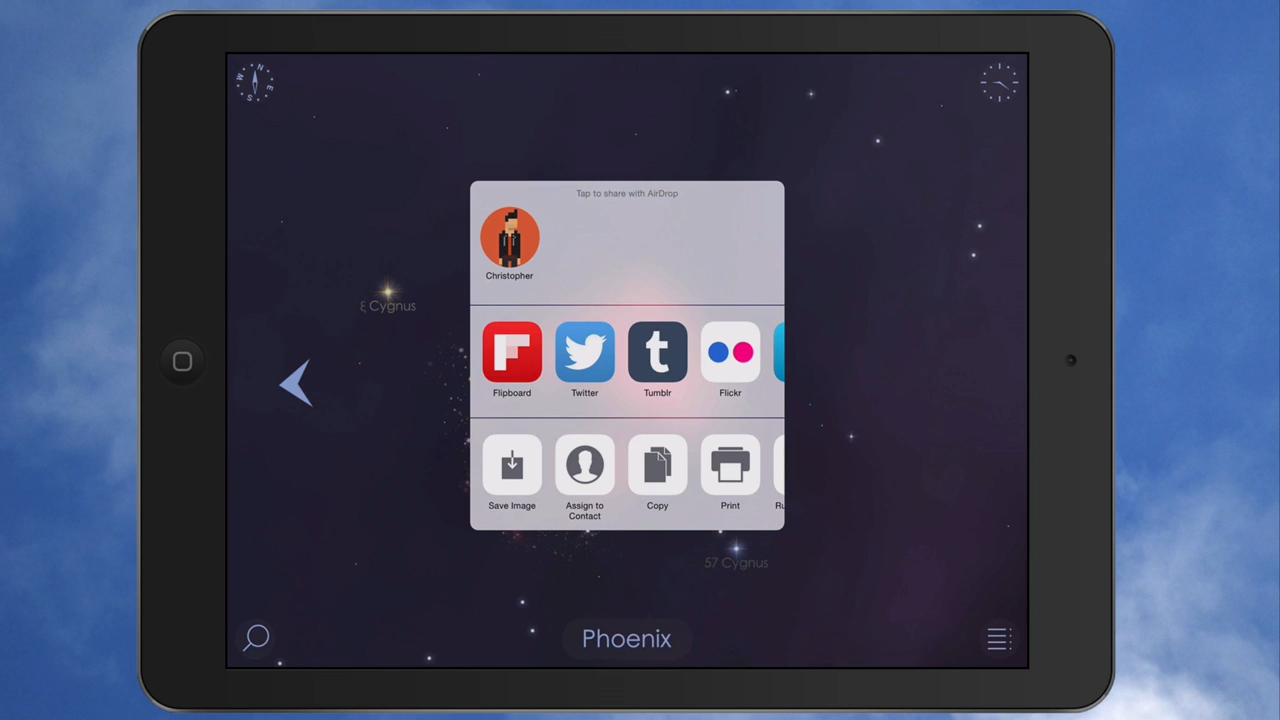 N
W
E
S
Tap to share with AirDrop
Christopher
ξ Cygnus
Flipboard
Twitter
Tumblr
Flickr
Save Image
Assign to
Contact
Copy
Print
Ru
57 Cygnus
Phoenix